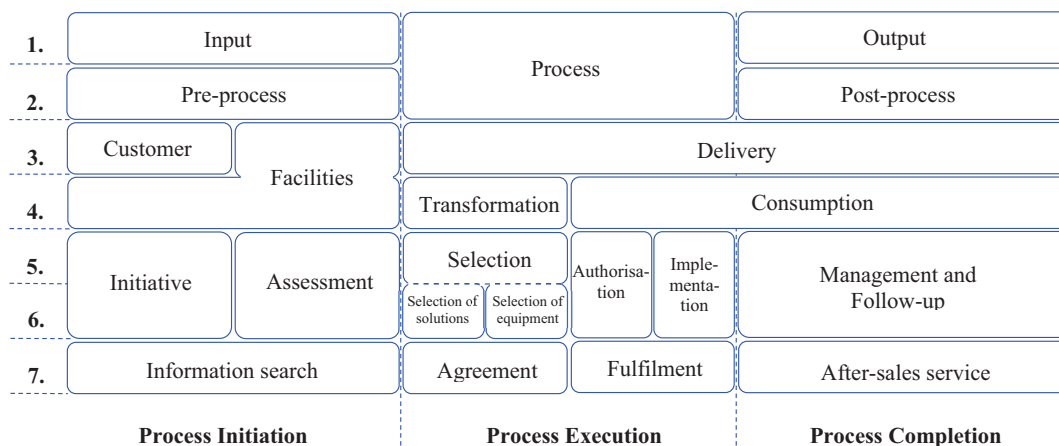 1.
Input
Process
Output
2.
Pre-process
Post-process
3.
Customer
Facilities
Delivery
4.
Transformation
Consumption
5.
Initiative
Assessment
Selection
Authorisa-
tion
Imple-
menta-
tion
Management and
Follow-up
6.
Selection of
solutions
Selection of
equipment
7.
Information search
Agreement
Fulfilment
After-sales service
Process Initiation
Process Execution
Process Completion